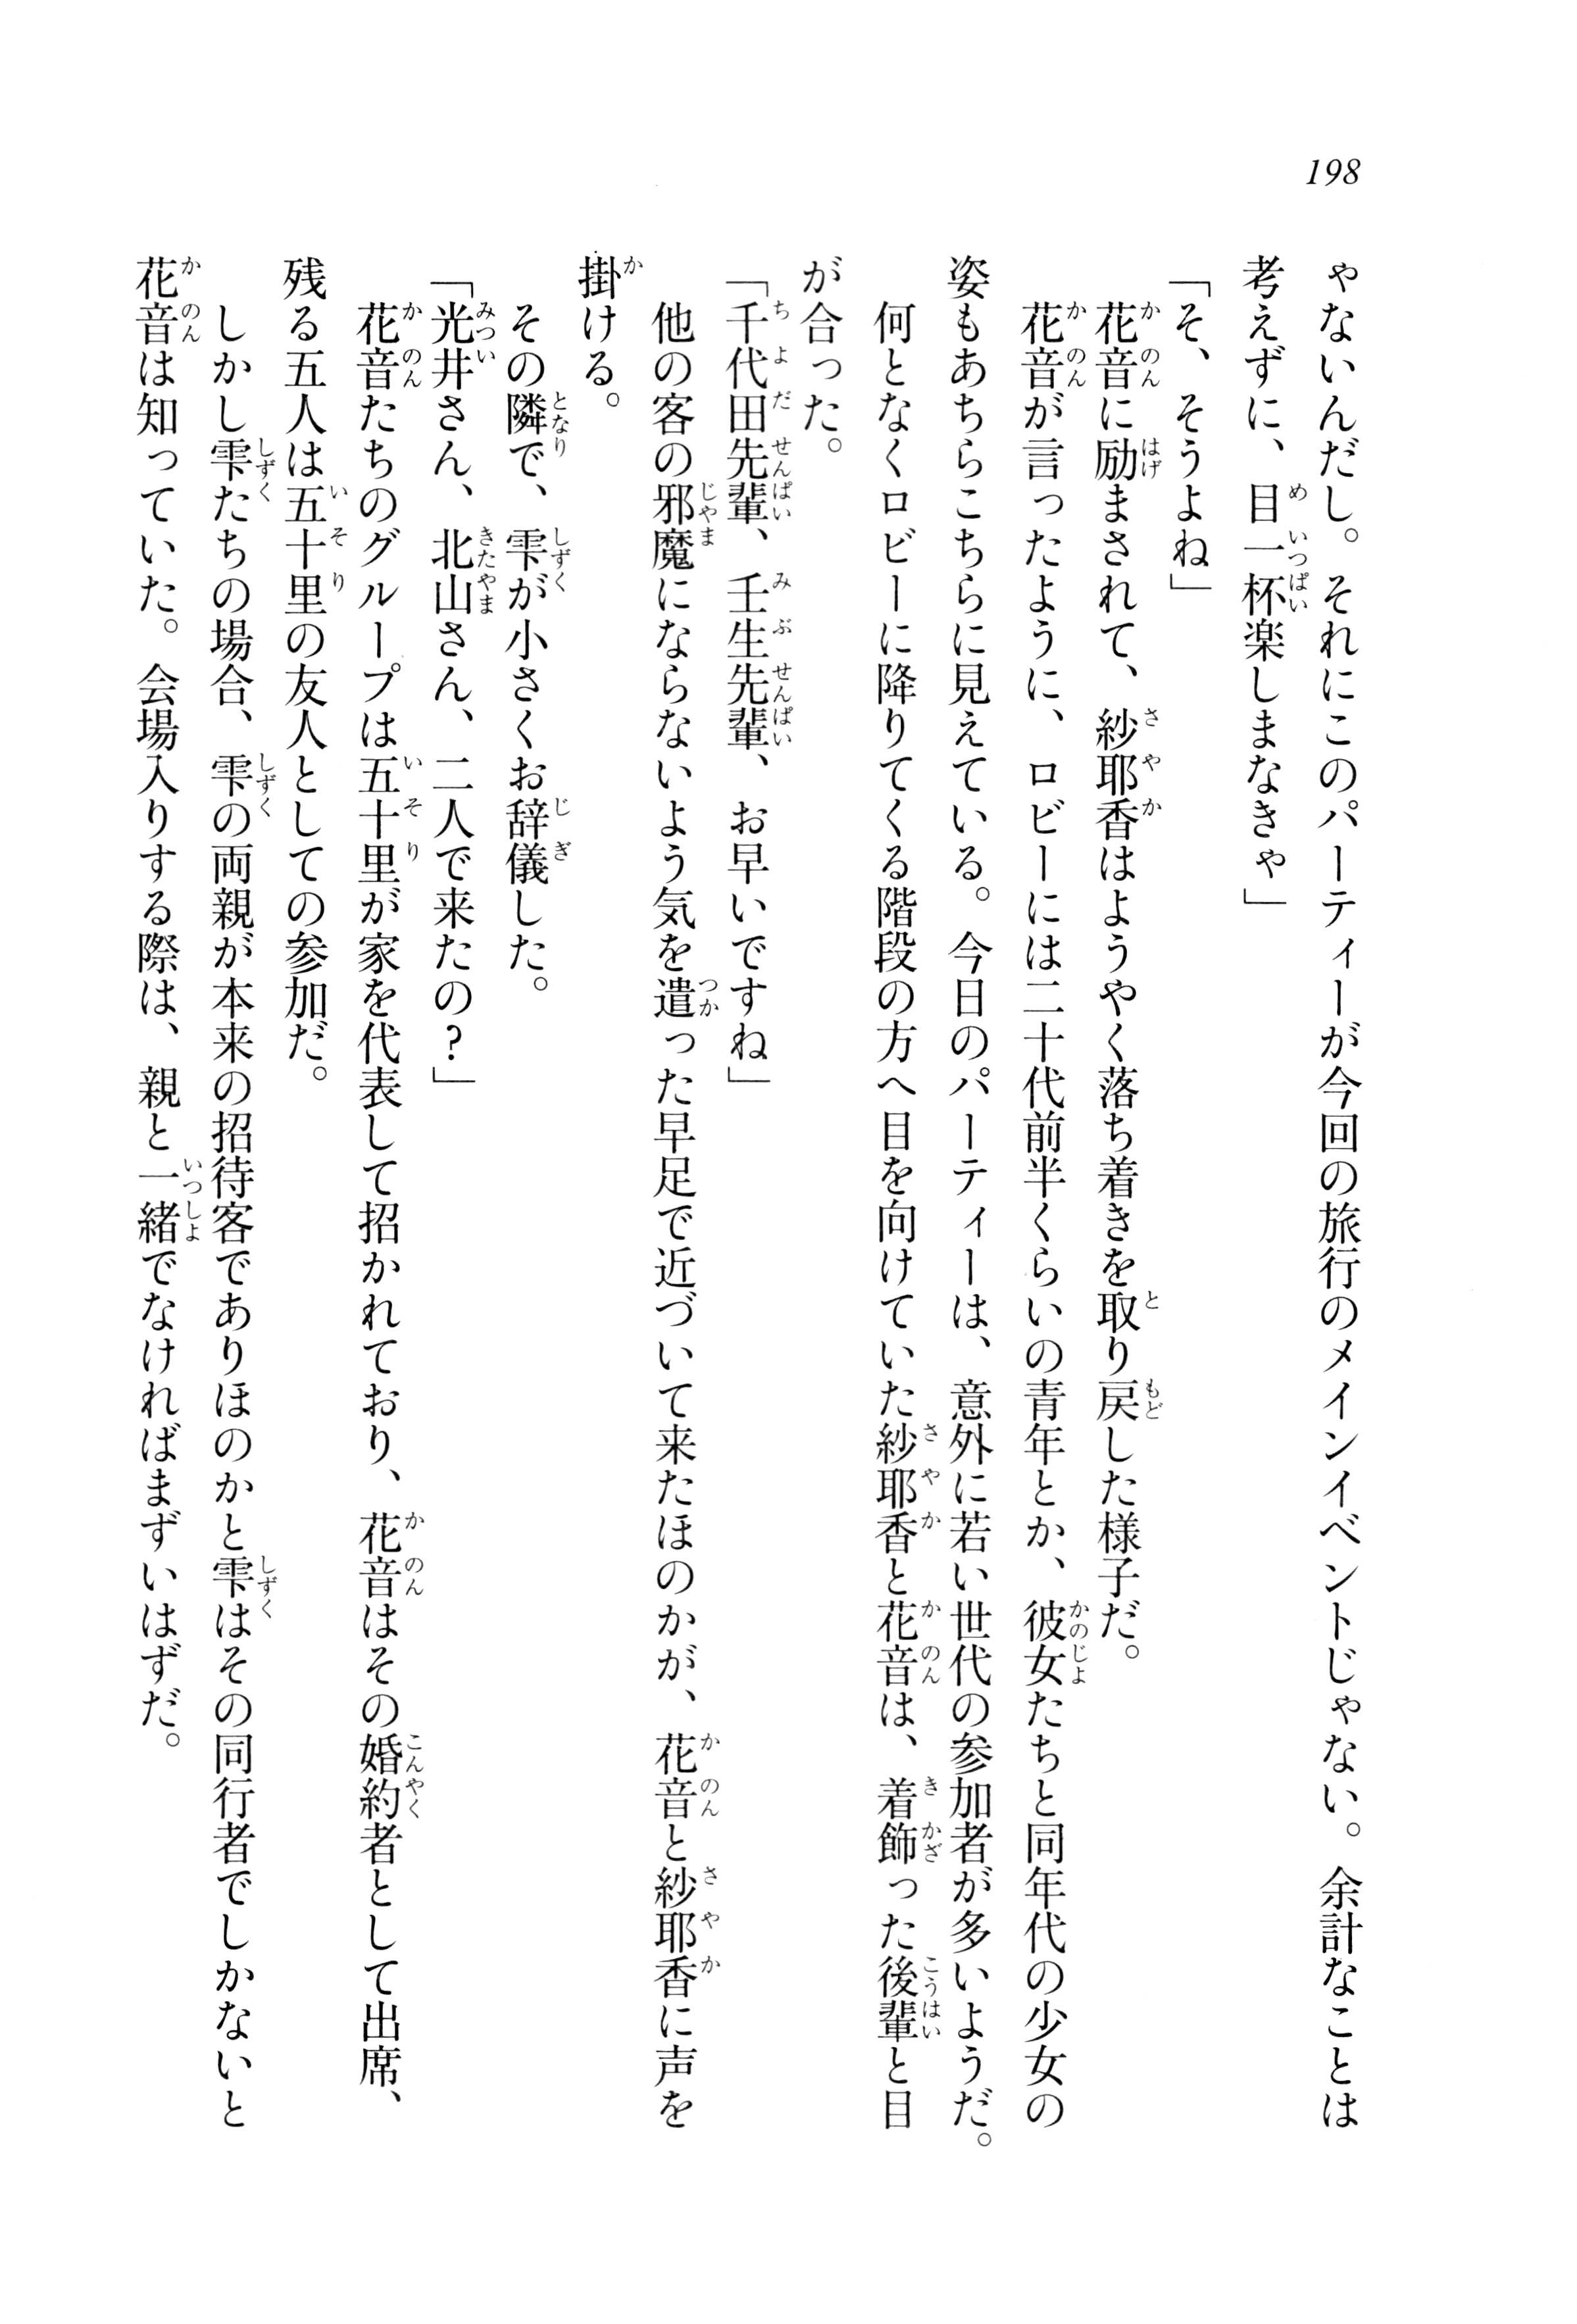 198
ゃないんだし。それにこのパーティーが今回の旅行のメインイベントじゃない。余計なことは
考えずに、目一杯楽しまなきゃ」
「そ、そうよね」
花音に励まされて、紗耶香はようやく落ち着きを取り戻した様子だ。
花音が言ったように、ロビーには二十代前半くらいの青年とか、彼女たちと同年代の少女の
姿もあちらこちらに見えている。今日のパーティーは、意外に若い世代の参加者が多いようだ。
何となくロビーに降りてくる階段の方へ目を向けていた紗耶香と花音は、着飾った後輩と目
が合った。
「千代田先輩、壬生先輩、お早いですね」
他の客の邪魔にならないよう気を遣った早足で近づいて来たほのかが、花音と紗耶香に声を
掛ける。
その隣で、雫が小さくお辞儀した。
「光井さん、北山さん、二人で来たの?」
花音たちのグループは五十里が家を代表して招かれており、花音はその婚約者として出席、
残る五人は五十里の友人としての参加だ。
しかし雫たちの場合、雫の両親が本来の招待客でありほのかと雫はその同行者でしかないと
花音は知っていた。会場入りする際は、親と一緒でなければまずいはずだ。